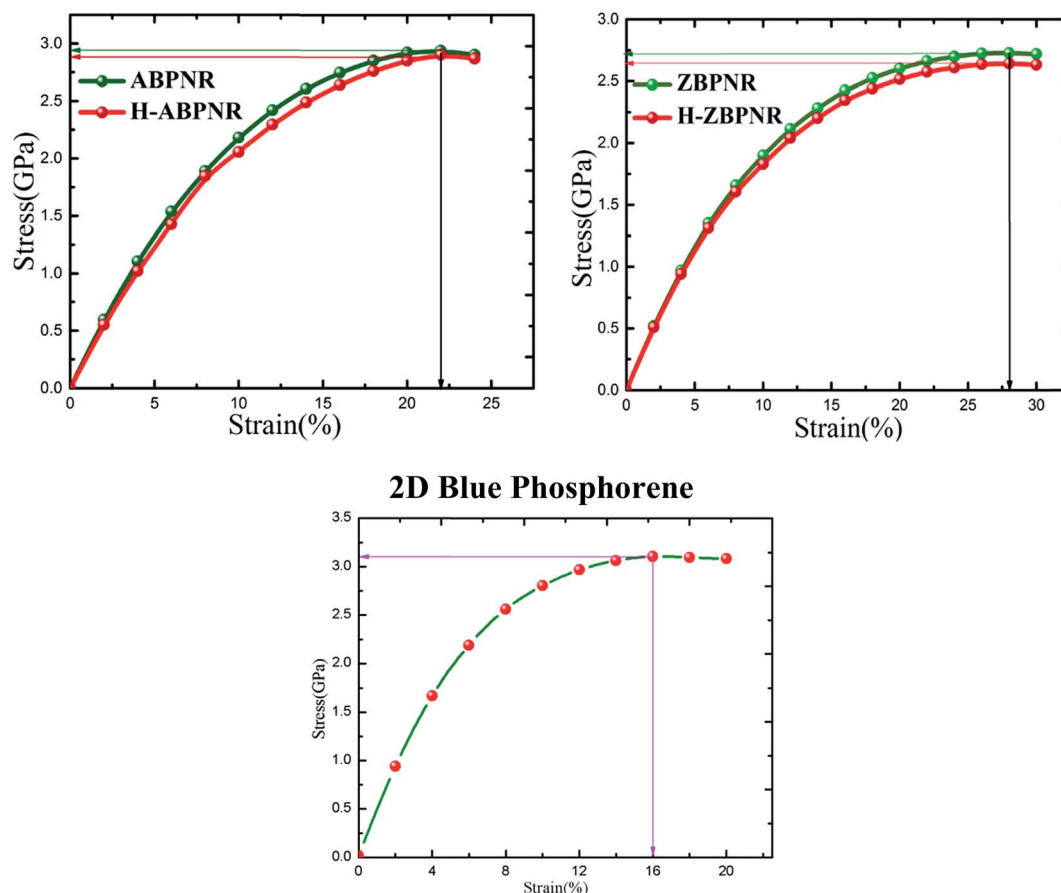 3.0
2.5
2.0
1.5
1.0
0.5
0.0
Stress(GPa)
ABPNR
H-ABPNR
0 5 10 15 20 25
Strain(%)
3.0
2.5
2.0
1.5
1.0
0.5
0.0
Stress(GPa)
ZBPNR
H-ZBPNR
0 5 10 15 20 25 30
Strain(%)
2D Blue Phosphorene
3.5
3.0
2.5
2.0
1.5
1.0
0.5
0.0
Stress(GPa)
0 4 8 12 16 20
Strain(%)